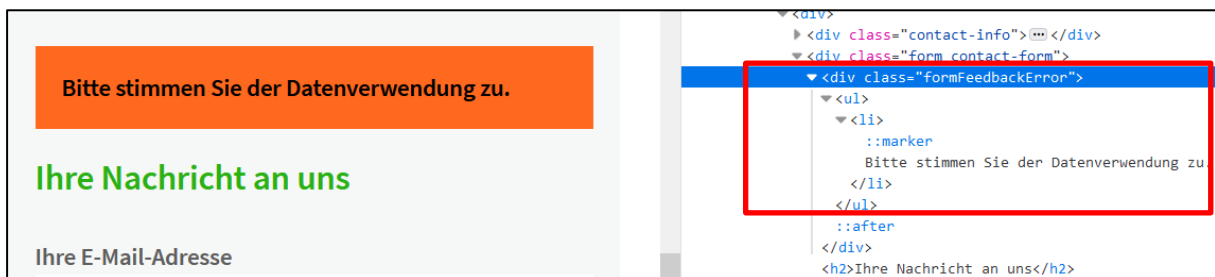 Bitte stimmen Sie der Datenverwendung zu.
Ihre Nachricht an uns
Ihre E-Mail-Adresse
<div>
<div class="contact-info"> ••• </div>
<div class="form contact-form">
<div class="formFeedbackError">
<ul>
<li>
::marker
Bitte stimmen Sie der Datenverwendung zu.
</li>
</ul>
::after
</div>
<h2>Ihre Nachricht an uns</h2>